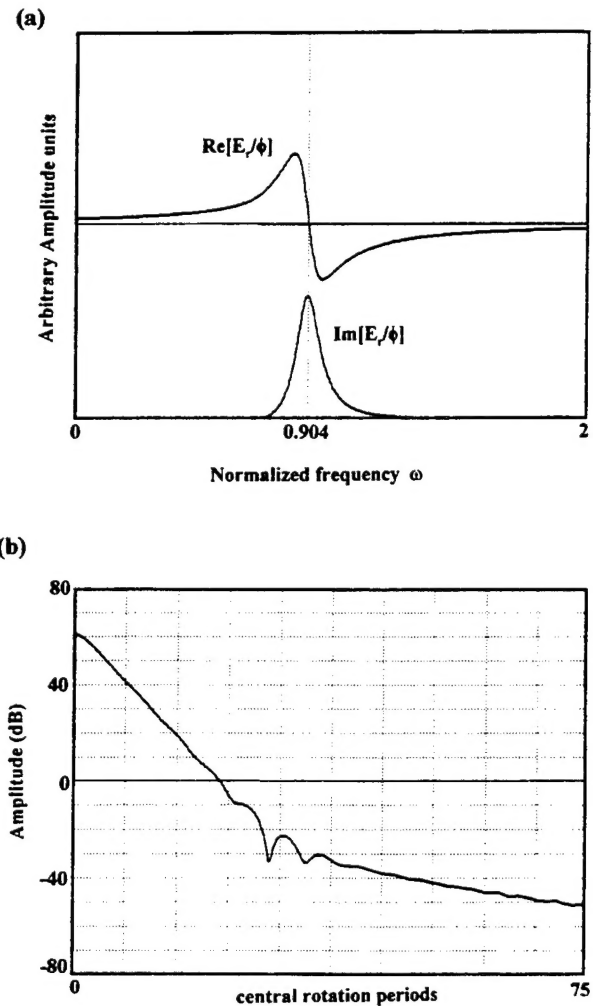 (a)
Arbitrary Amplitude units
Re[Eᵣ/ϕ]
Im[Eᵣ/ϕ]
0
0.904
2
Normalized frequency ω
(b)
Amplitude (dB)
80
40
0
-40
-80
0
75
central rotation periods